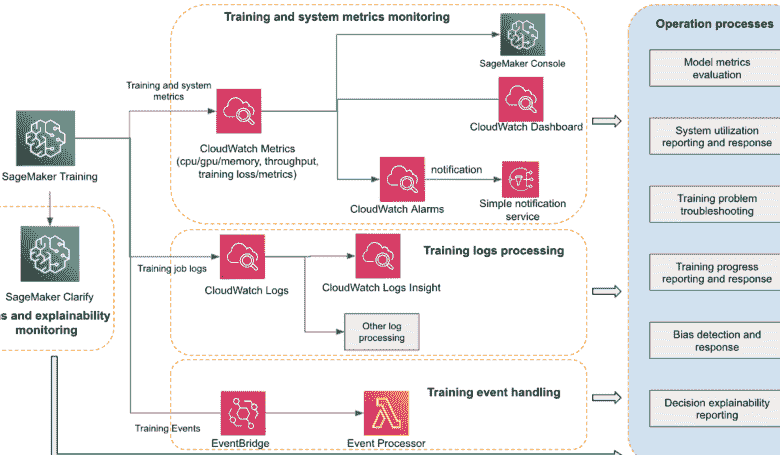 Training and system metrics monitoring
Operation processes
SageMaker Console
Training and system
metrics
CloudWatch Metrics
(cpu/gpu/memory, throughput,
training loss/metrics)
CloudWatch Dashboard
notification
CloudWatch Alarms
Simple notification
service
SageMaker Training
SageMaker Clarify
and explainability
monitoring
Training job logs
CloudWatch Logs
Training logs processing
CloudWatch Logs Insight
Other log
processing
Training event handling
Training Events
EventBridge
Event Processor
Model metrics
evaluation
System utilization
reporting and response
Training problem
troubleshooting
Training progress
reporting and response
Bias detection and
response
Decision explainability
reporting